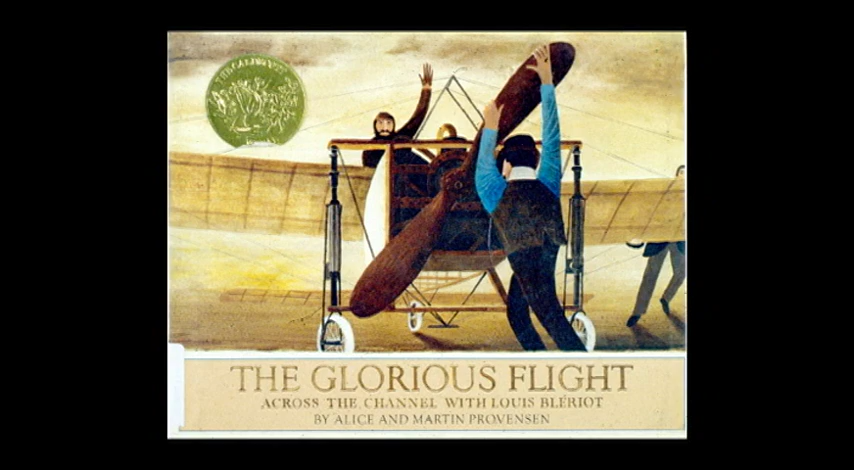 THE GLORIOUS FLIGHT
ACROSS THE CHANNEL WITH LOUIS BLÉRIOT
BY ALICE AND MARTIN PROVENSEN